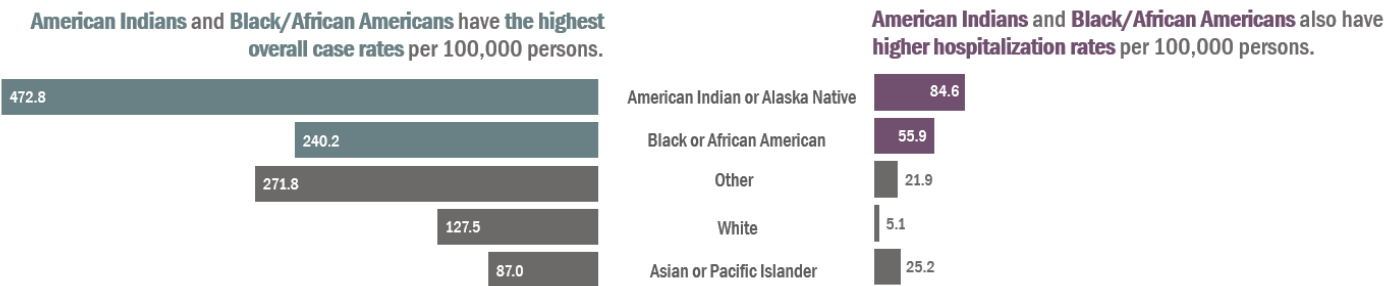 American Indians and Black/African Americans have the highest
overall case rates per 100,000 persons.
American Indians and Black/African Americans also have
higher hospitalization rates per 100,000 persons.
472.8 American Indian or Alaska Native 84.6
240.2 Black or African American 55.9
271.8 Other 21.9
127.5 White 5.1
87.0 Asian or Pacific Islander 25.2